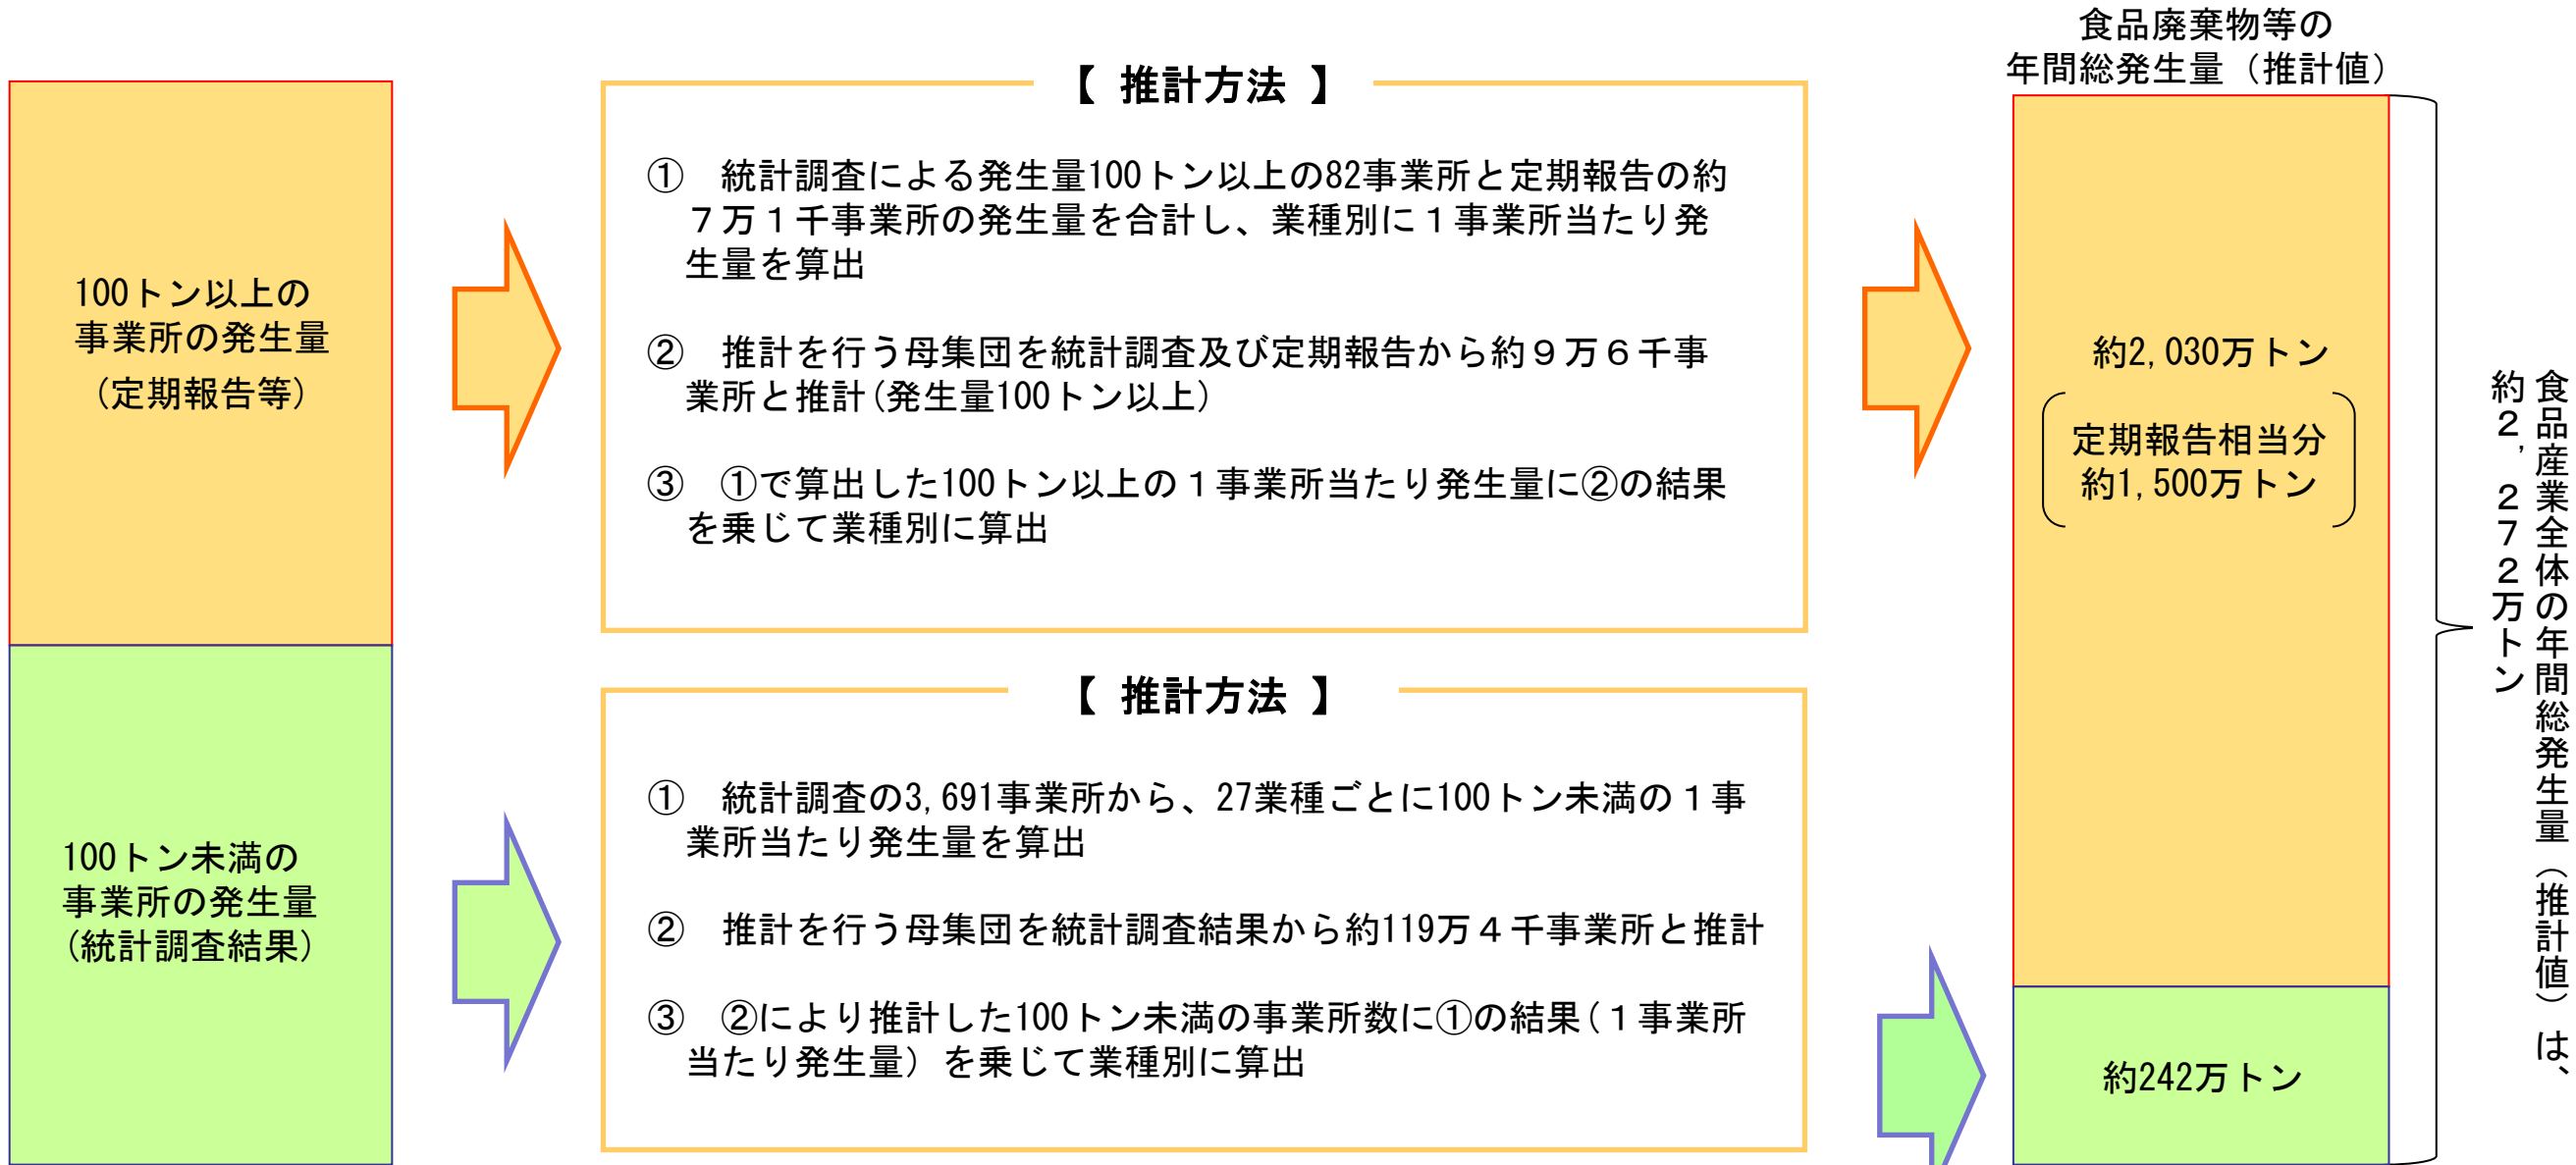 食品廃棄物等の
年間総発生量（推計値）
100トン以上の
事業所の発生量
（定期報告等）
【 推計方法 】
①　統計調査による発生量100トン以上の82事業所と定期報告の約
７万１千事業所の発生量を合計し、業種別に１事業所当たり発
生量を算出
②　推計を行う母集団を統計調査及び定期報告から約９万６千事
業所と推計(発生量100トン以上)
③　①で算出した100トン以上の１事業所当たり発生量に②の結果
を乗じて業種別に算出
約2,030万トン
定期報告相当分
約1,500万トン
100トン未満の
事業所の発生量
(統計調査結果)
【 推計方法 】
①　統計調査の3,691事業所から、27業種ごとに100トン未満の１事
業所当たり発生量を算出
②　推計を行う母集団を統計調査結果から約119万４千事業所と推計
③　②により推計した100トン未満の事業所数に①の結果(１事業所
当たり発生量）を乗じて業種別に算出
約242万トン
食品産業全体の年間総発生量（推計値）は、
約２，２７２万トン